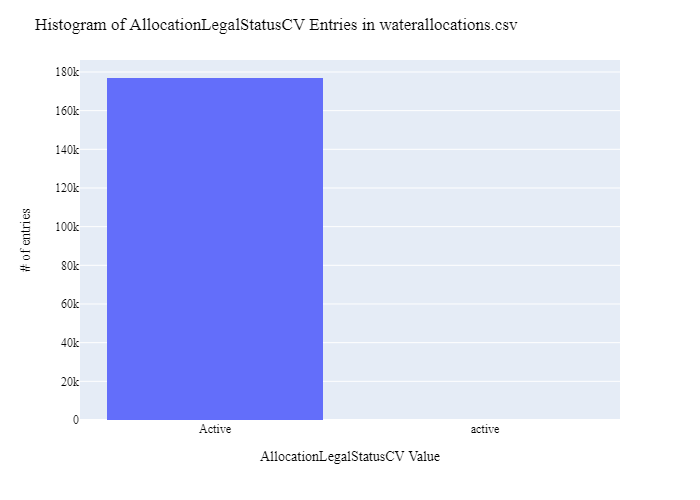 Histogram of AllocationLegalStatusCV Entries in waterallocations.csv
180k
160k
140k
120k
100k
80k
60k
40k
20k
0
# of entries
Active
active
AllocationLegalStatusCV Value